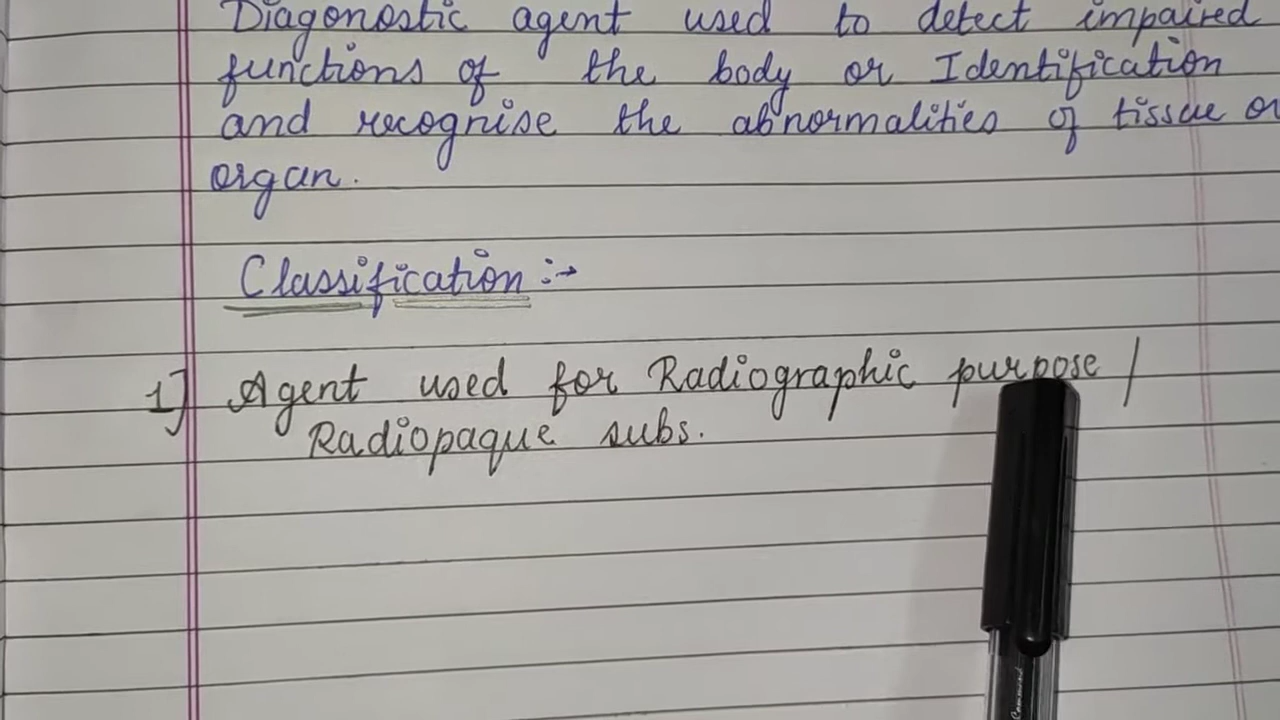 Diagonostic agent used to detect impaired
functions of the body or Identification
and recognise the abnormalities of tissue or
organ.
Classification :→
1] Agent used for Radiographic purpose /
Radiopaque subs.